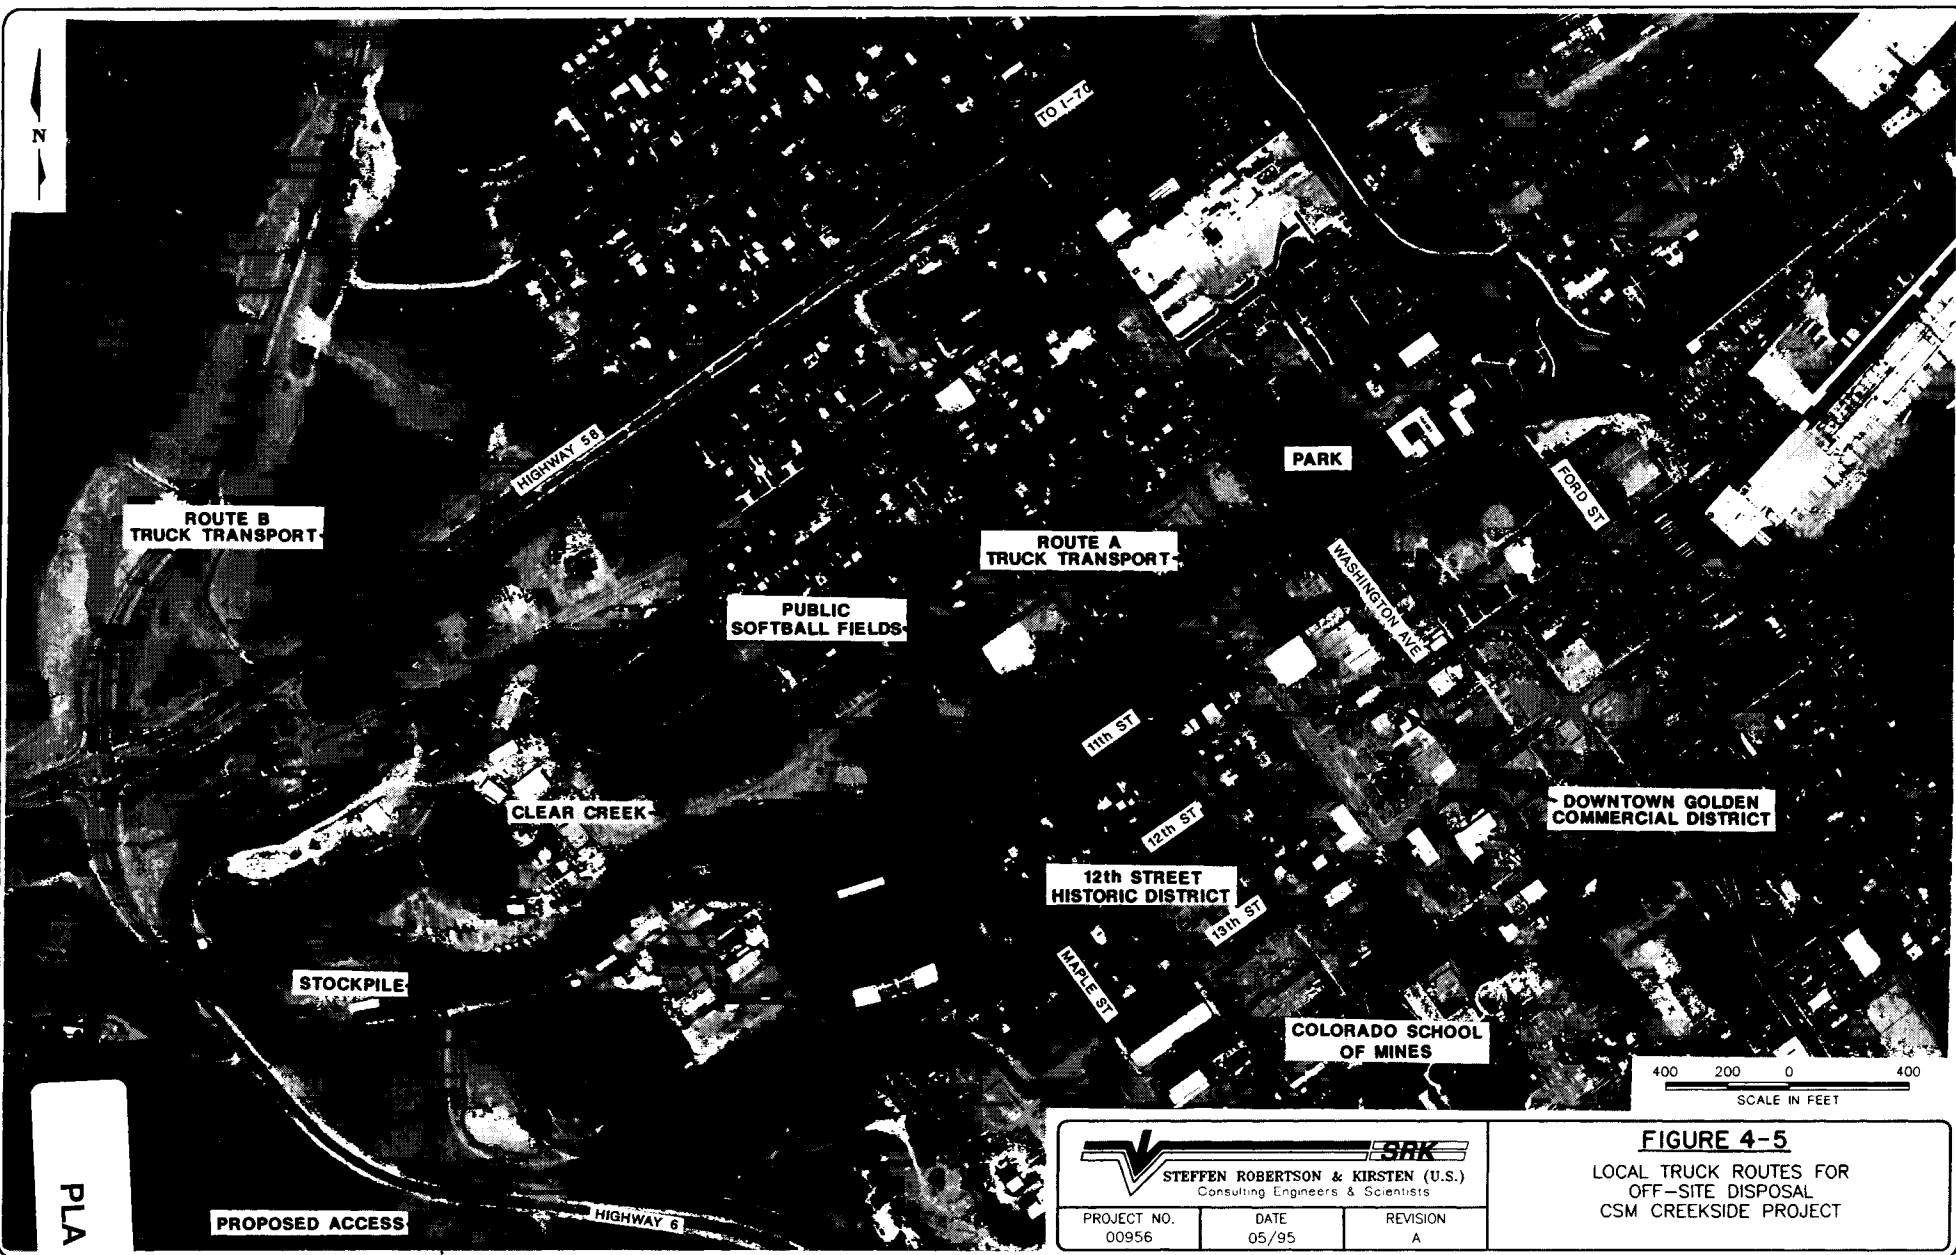 N
TO I-70
HIGHWAY 58
PARK
FORD ST
ROUTE B
TRUCK TRANSPORT
ROUTE A
TRUCK TRANSPORT
WASHINGTON AVE
PUBLIC
SOFTBALL FIELDS
11th ST
CLEAR CREEK
12th ST
DOWNTOWN GOLDEN
COMMERCIAL DISTRICT
12th STREET
HISTORIC DISTRICT
13th ST
STOCKPILE
MAPLE ST
COLORADO SCHOOL
OF MINES
400 200 0 400
SCALE IN FEET
PLA
PROPOSED ACCESS
HIGHWAY 6
SRK
STEFFEN ROBERTSON & KIRSTEN (U.S.)
Consulting Engineers & Scientists
PROJECT NO.
00956
DATE
05/95
REVISION
A
FIGURE 4-5
LOCAL TRUCK ROUTES FOR
OFF-SITE DISPOSAL
CSM CREEKSIDE PROJECT